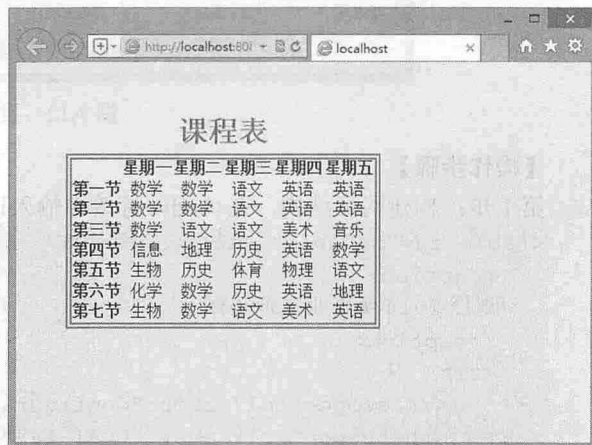 http://localhost:80
localhost
课程表
星期一 星期二 星期三 星期四 星期五
第一节 数学 数学 语文 英语 英语
第二节 数学 数学 语文 英语 英语
第三节 数学 语文 语文 美术 音乐
第四节 信息 地理 历史 英语 数学
第五节 生物 历史 体育 物理 语文
第六节 化学 数学 历史 英语 地理
第七节 生物 数学 语文 美术 英语